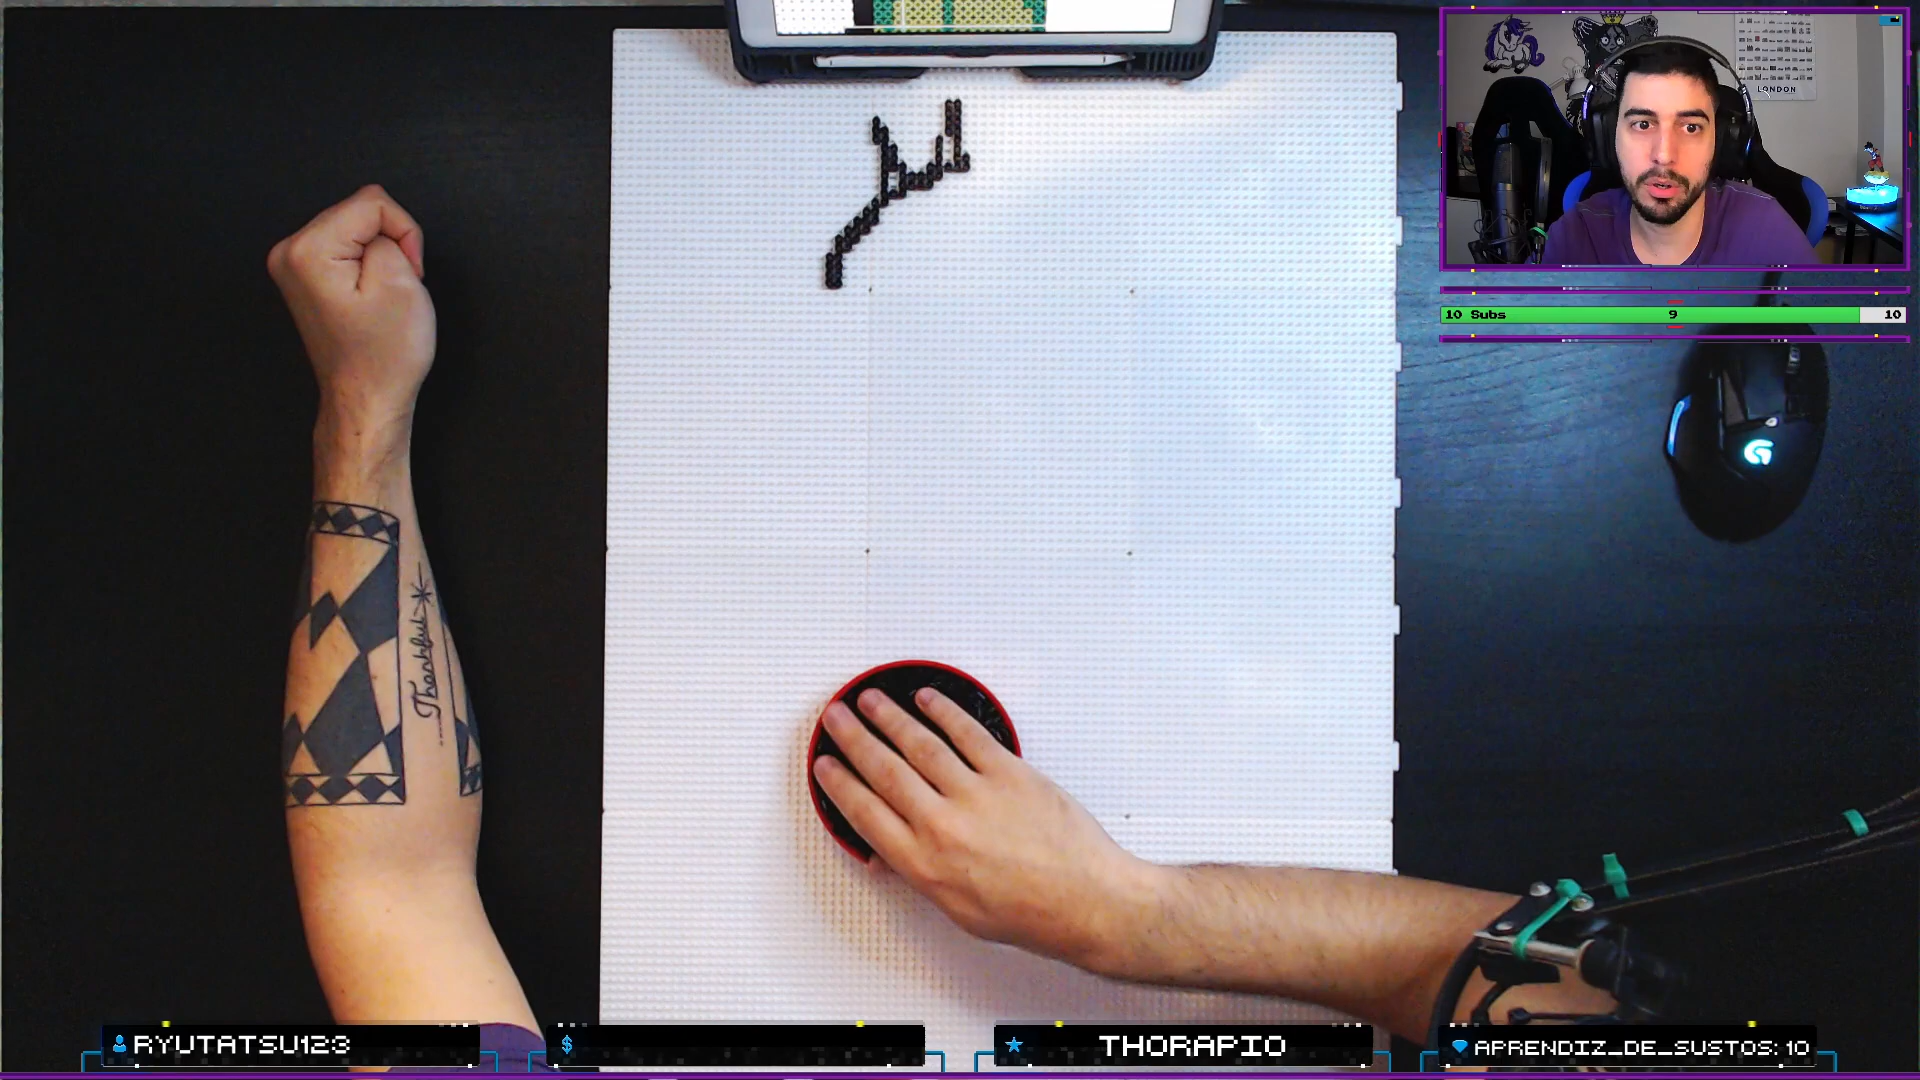 LONDON
10 Subs 9 10
Thankful
RYUTATSU123
$
THORAPIO
APRENDIZ_DE_SUSTOS: 10